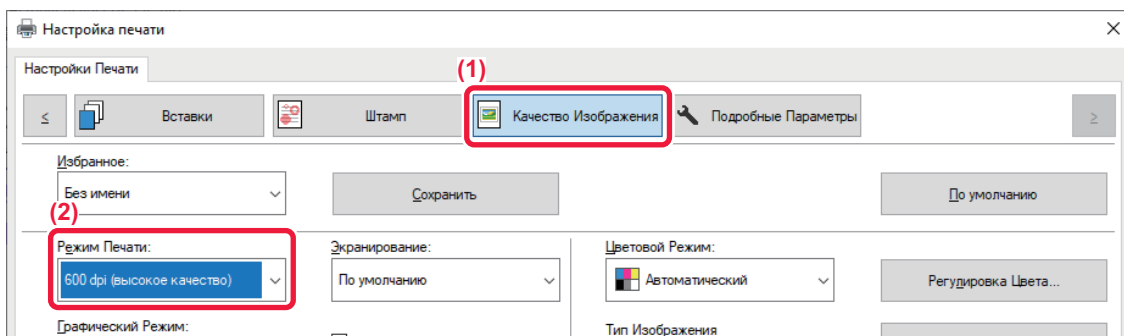 Настройка печати
Настройки Печати
(1)
≤ Вставки Штамп Качество Изображения Подробные Параметры ≥
Избранное:
Без имени Сохранить По умолчанию
(2)
Режим Печати: Экранирование: Цветовой Режим:
600 dpi (высокое качество) По умолчанию Автоматический Регулировка Цвета...
Графический Режим: Тип Изображения